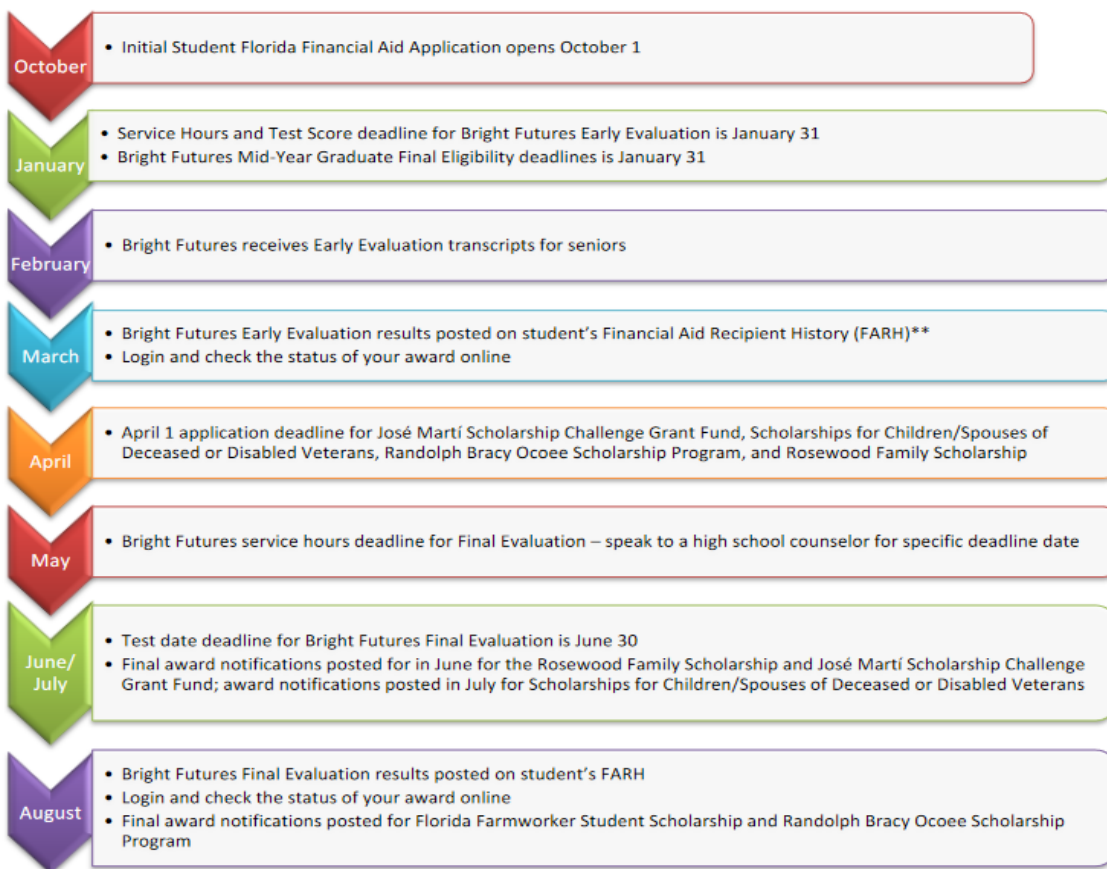 October
• Initial Student Florida Financial Aid Application opens October 1
January
• Service Hours and Test Score deadline for Bright Futures Early Evaluation is January 31
• Bright Futures Mid-Year Graduate Final Eligibility deadlines is January 31
February
• Bright Futures receives Early Evaluation transcripts for seniors
March
• Bright Futures Early Evaluation results posted on student's Financial Aid Recipient History (FARH)**
• Login and check the status of your award online
April
• April 1 application deadline for José Martí Scholarship Challenge Grant Fund, Scholarships for Children/Spouses of
Deceased or Disabled Veterans, Randolph Bracy Ocoee Scholarship Program, and Rosewood Family Scholarship
May
• Bright Futures service hours deadline for Final Evaluation – speak to a high school counselor for specific deadline date
June/
July
• Test date deadline for Bright Futures Final Evaluation is June 30
• Final award notifications posted for in June for the Rosewood Family Scholarship and José Martí Scholarship Challenge
Grant Fund; award notifications posted in July for Scholarships for Children/Spouses of Deceased or Disabled Veterans
August
• Bright Futures Final Evaluation results posted on student's FARH
• Login and check the status of your award online
• Final award notifications posted for Florida Farmworker Student Scholarship and Randolph Bracy Ocoee Scholarship
Program